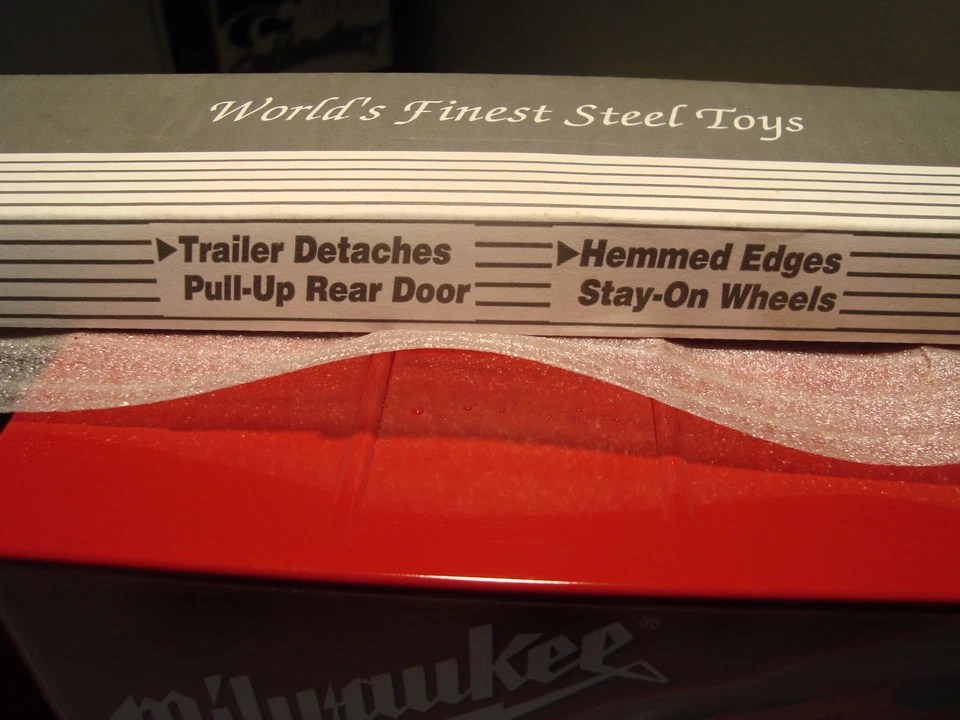 World's Finest Steel Toys
▶Trailer Detaches
Pull-Up Rear Door
▶Hemmed Edges
Stay-On Wheels
Milwaukee®